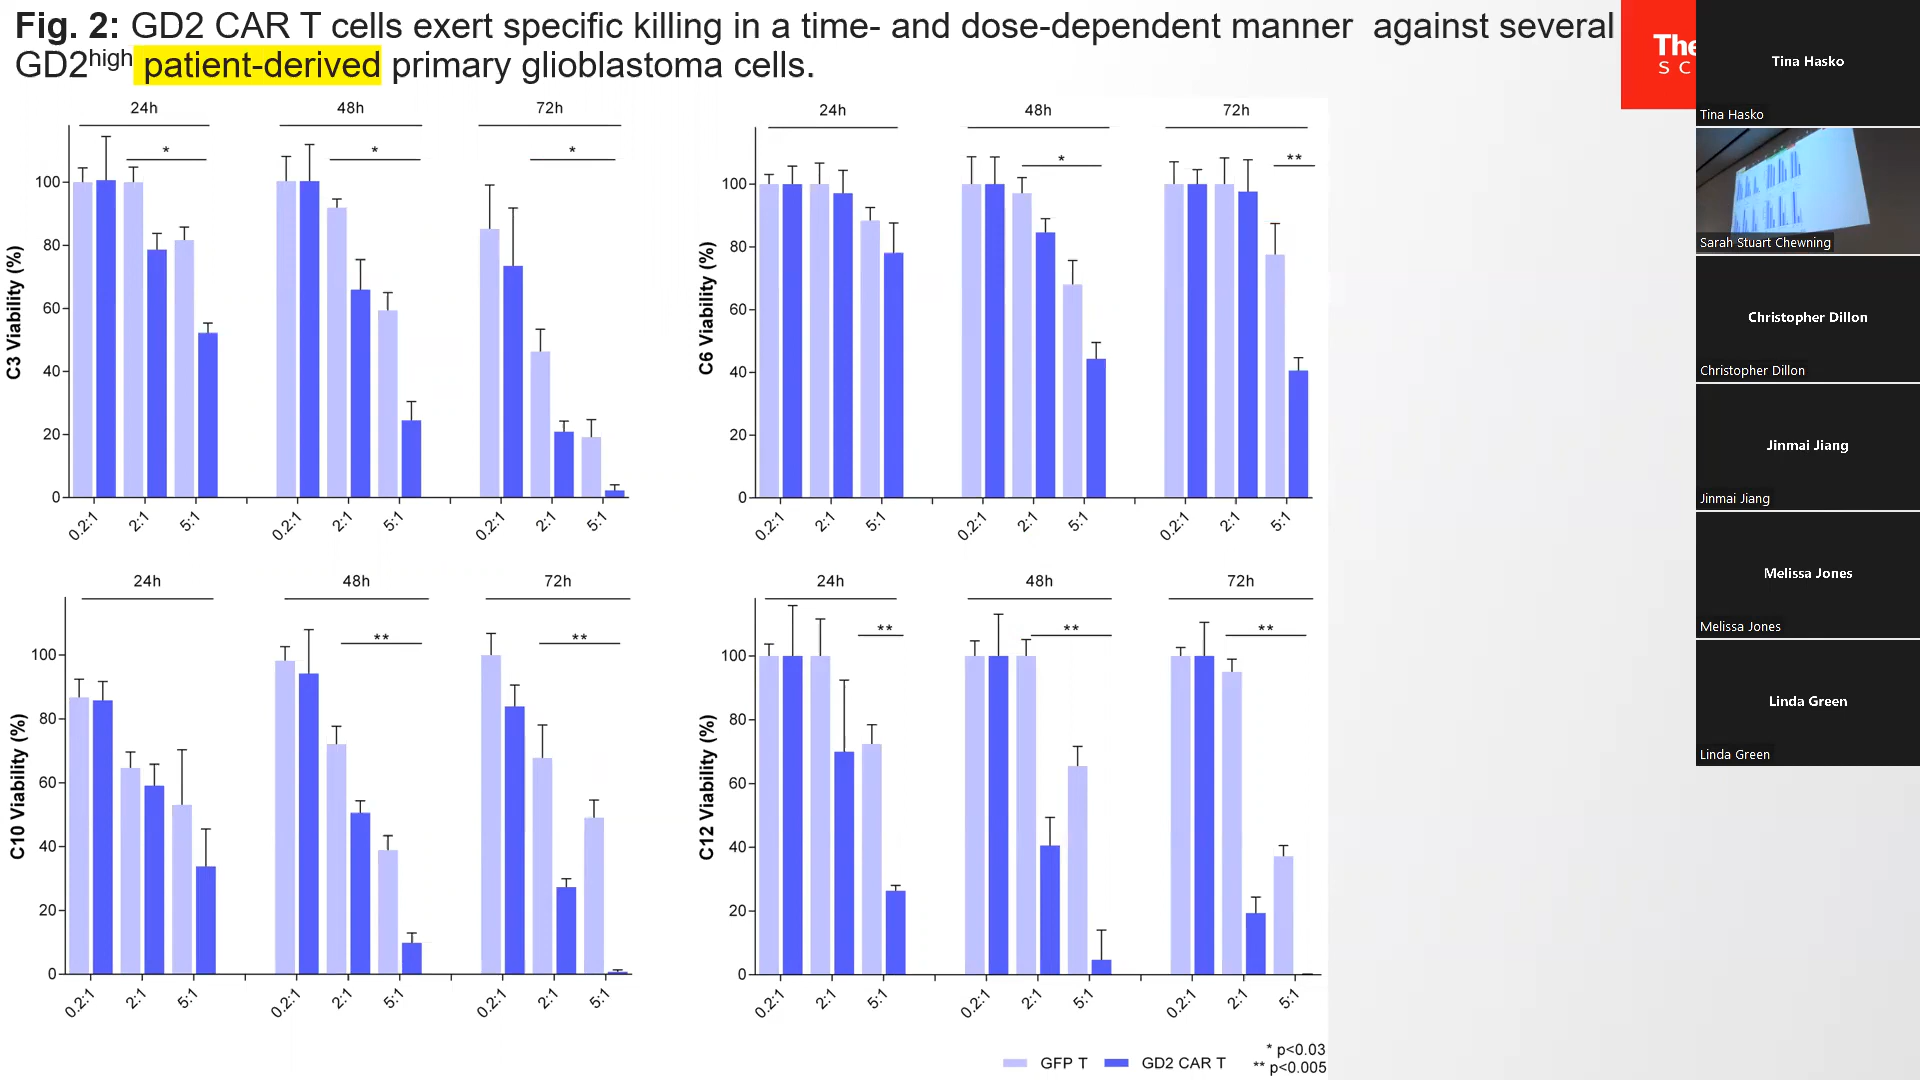 Fig. 2: GD2 CAR T cells exert specific killing in a time- and dose-dependent manner against several
GD2high patient-derived primary glioblastoma cells.
The
S C
24h
48h
72h
*
*
*
C3 Viability (%)
100
80
60
40
20
0
0.2:1
2:1
5:1
0.2:1
2:1
5:1
0.2:1
2:1
5:1
24h
48h
72h
*
**
C6 Viability (%)
100
80
60
40
20
0
0.2:1
2:1
5:1
0.2:1
2:1
5:1
0.2:1
2:1
5:1
24h
48h
72h
**
**
C10 Viability (%)
100
80
60
40
20
0
0.2:1
2:1
5:1
0.2:1
2:1
5:1
0.2:1
2:1
5:1
24h
48h
72h
**
**
**
C12 Viability (%)
100
80
60
40
20
0
0.2:1
2:1
5:1
0.2:1
2:1
5:1
0.2:1
2:1
5:1
GFP T
GD2 CAR T
* p<0.03
** p<0.005
Tina Hasko
Tina Hasko
Sarah Stuart Chewning
Christopher Dillon
Christopher Dillon
Jinmai Jiang
Jinmai Jiang
Melissa Jones
Melissa Jones
Linda Green
Linda Green